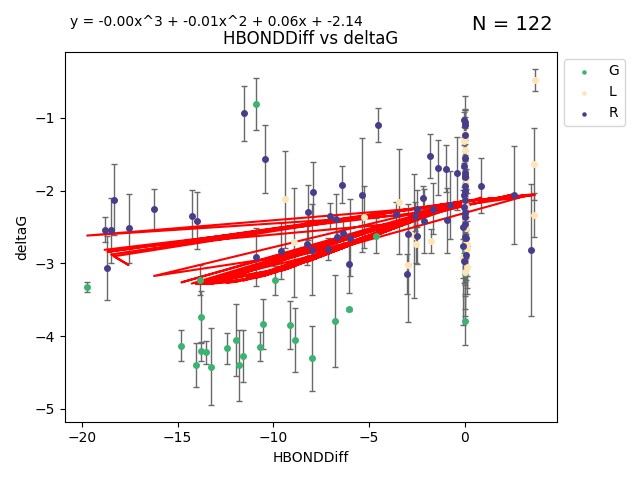 y = -0.00x^3 + -0.01x^2 + 0.06x + -2.14
N = 122
HBONDDiff vs deltaG
G
L
R
deltaG
−1
−2
−3
−4
−5
−20 −15 −10 −5 0
HBONDDiff